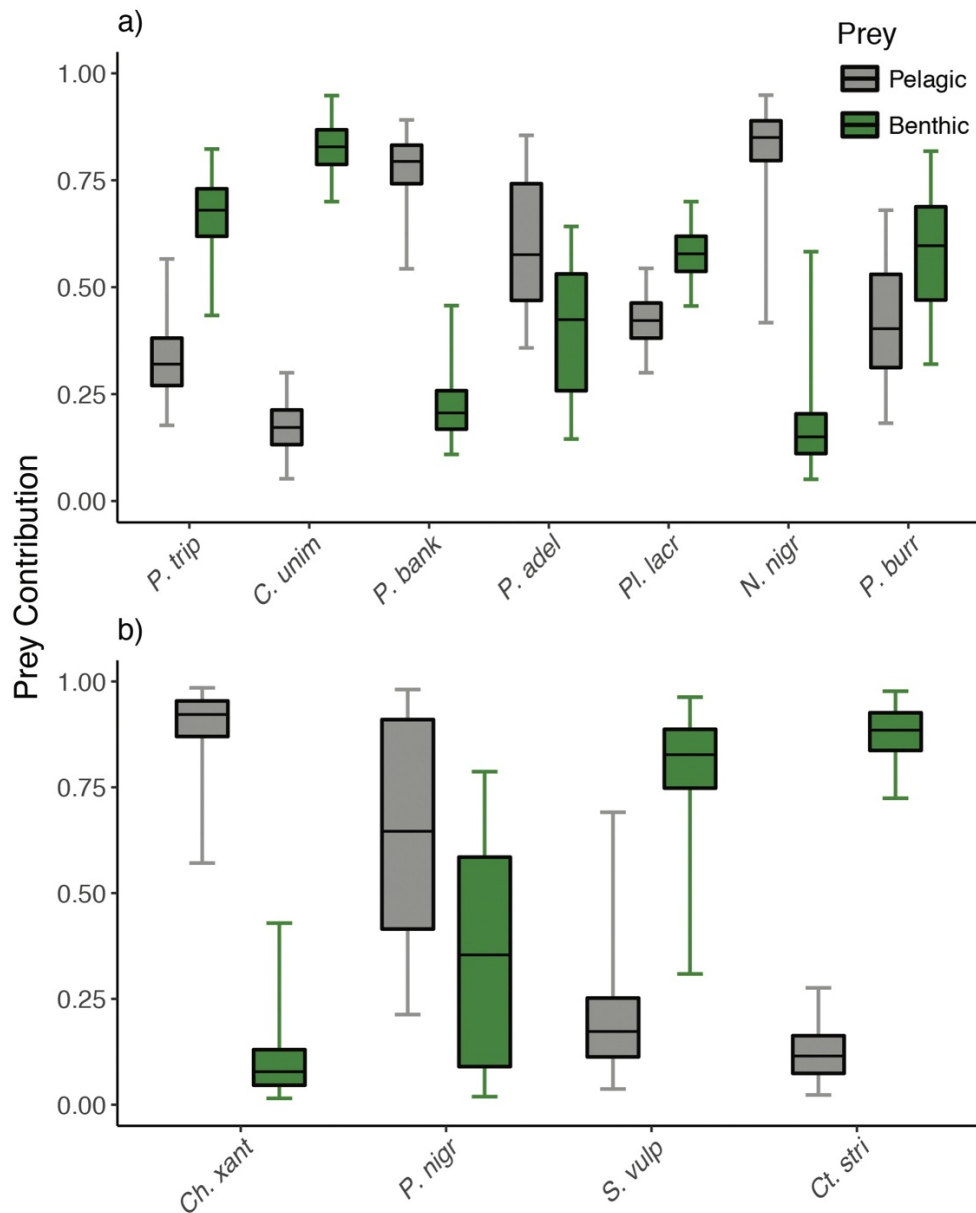 a)
Prey
Pelagic
Benthic
1.00
0.75
0.50
0.25
0.00
P. trip
C. unim
P. bank
P. adel
Pl. lacr
N. nigr
P. burr
Prey Contribution
b)
1.00
0.75
0.50
0.25
0.00
Ch. xant
P. nigr
S. vulp
Ct. stri